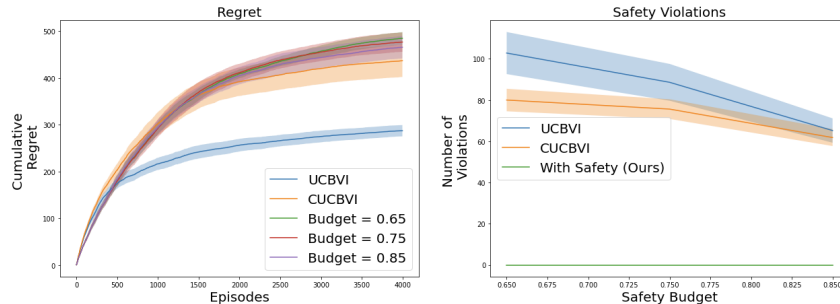 Regret
500
400
300
200
100
0
Cumulative
Regret
UCBVI
CUCBVI
Budget = 0.65
Budget = 0.75
Budget = 0.85
0 500 1000 1500 2000 2500 3000 3500 4000
Episodes
Safety Violations
100
80
60
40
20
0
Number of
Violations
UCBVI
CUCBVI
With Safety (Ours)
0.650 0.675 0.700 0.725 0.750 0.775 0.800 0.825 0.850
Safety Budget